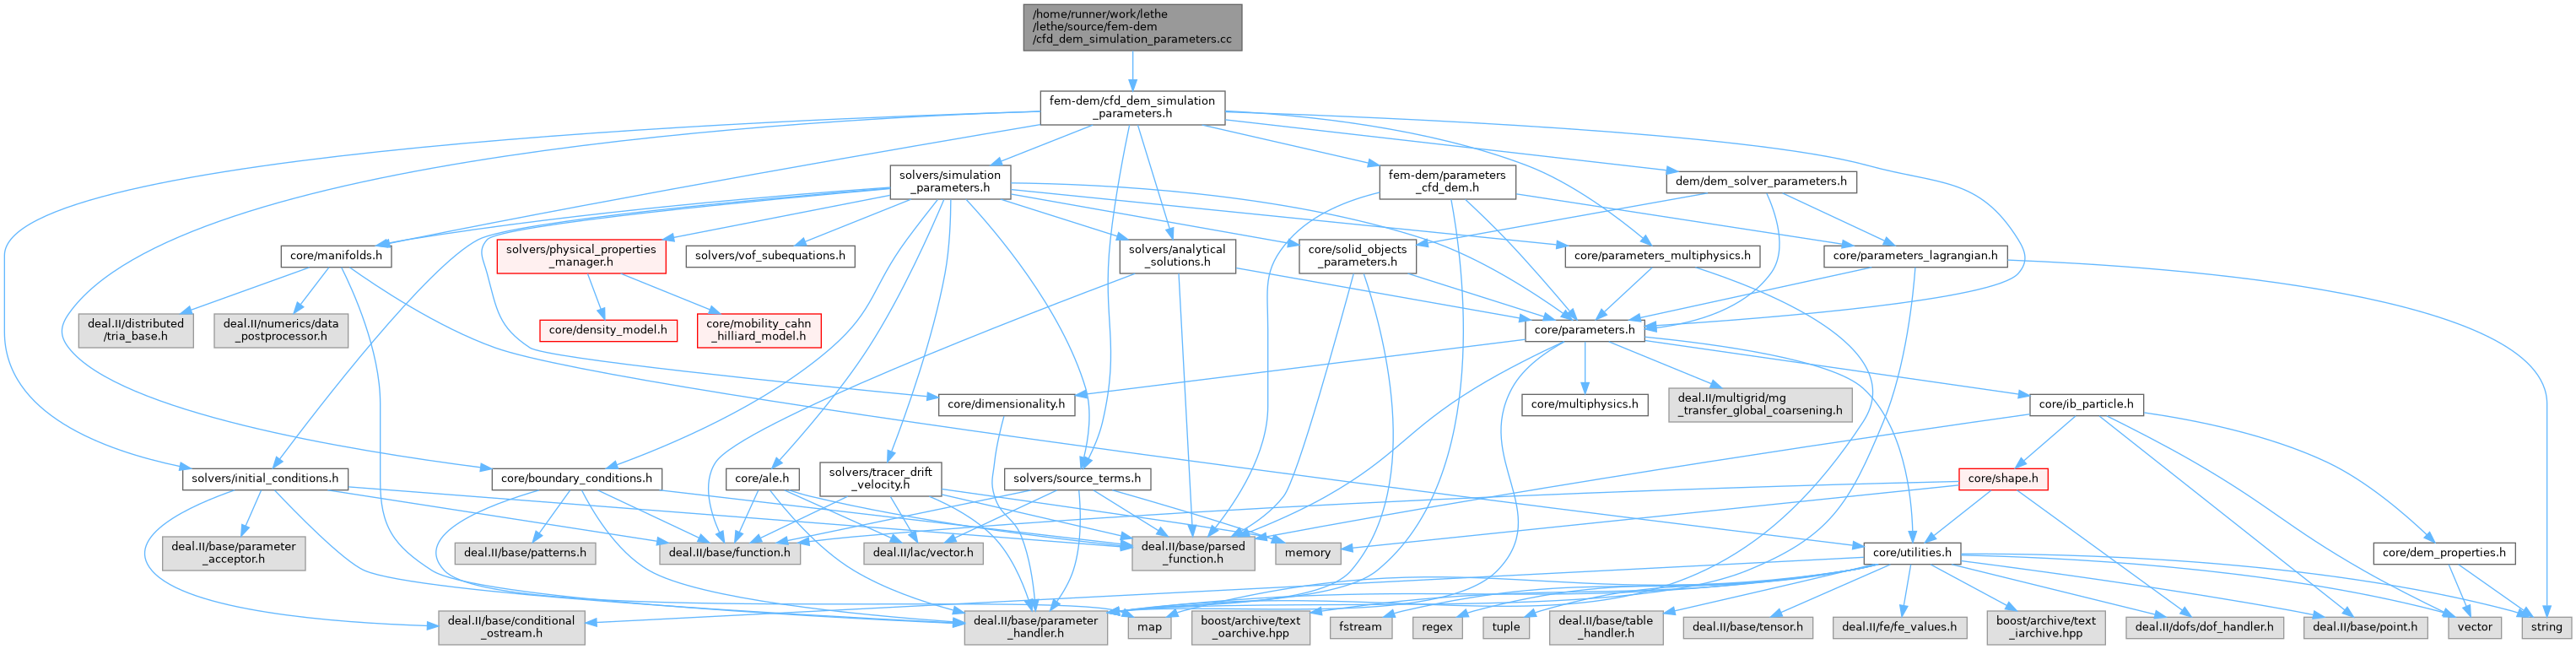 /home/runner/work/lethe
/lethe/source/fem-dem
/cfd_dem_simulation_parameters.cc
fem-dem/cfd_dem_simulation
_parameters.h
solvers/simulation
_parameters.h
fem-dem/parameters
_cfd_dem.h
dem/dem_solver_parameters.h
core/manifolds.h
solvers/physical_properties
_manager.h
solvers/vof_subequations.h
solvers/analytical
_solutions.h
core/solid_objects
_parameters.h
core/parameters_multiphysics.h
core/parameters_lagrangian.h
deal.II/distributed
/tria_base.h
deal.II/numerics/data
_postprocessor.h
core/density_model.h
core/mobility_cahn
_hilliard_model.h
core/parameters.h
core/dimensionality.h
core/multiphysics.h
deal.II/multigrid/mg
_transfer_global_coarsening.h
core/ib_particle.h
solvers/initial_conditions.h
core/boundary_conditions.h
core/ale.h
solvers/tracer_drift
_velocity.h
solvers/source_terms.h
core/shape.h
deal.II/base/parameter
_acceptor.h
deal.II/base/patterns.h
deal.II/base/function.h
deal.II/lac/vector.h
deal.II/base/parsed
_function.h
memory
core/utilities.h
core/dem_properties.h
deal.II/base/conditional
_ostream.h
deal.II/base/parameter
_handler.h
map
boost/archive/text
_oarchive.hpp
fstream
regex
tuple
deal.II/base/table
_handler.h
deal.II/base/tensor.h
deal.II/fe/fe_values.h
boost/archive/text
_iarchive.hpp
deal.II/dofs/dof_handler.h
deal.II/base/point.h
vector
string